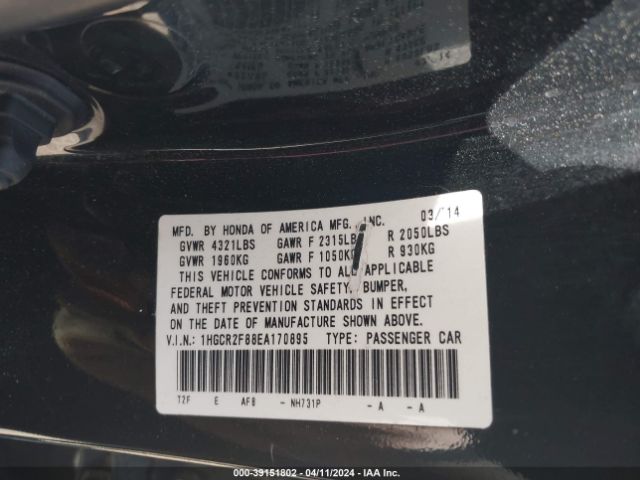 MFD. BY HONDA OF AMERICA MFG. INC. 03/14
GVWR 4321LBS GAWR F 2315LBS R 2050LBS
GVWR 1960KG GAWR F 1050KG R 930KG
THIS VEHICLE CONFORMS TO ALL APPLICABLE
FEDERAL MOTOR VEHICLE SAFETY, BUMPER,
AND THEFT PREVENTION STANDARDS IN EFFECT
ON THE DATE OF MANUFACTURE SHOWN ABOVE.
V.I.N.: 1HGCR2F88EA170895 TYPE: PASSENGER CAR
T2F E AF8 - NH731P - A - A
000-39151802 - 04/11/2024 - IAA Inc.